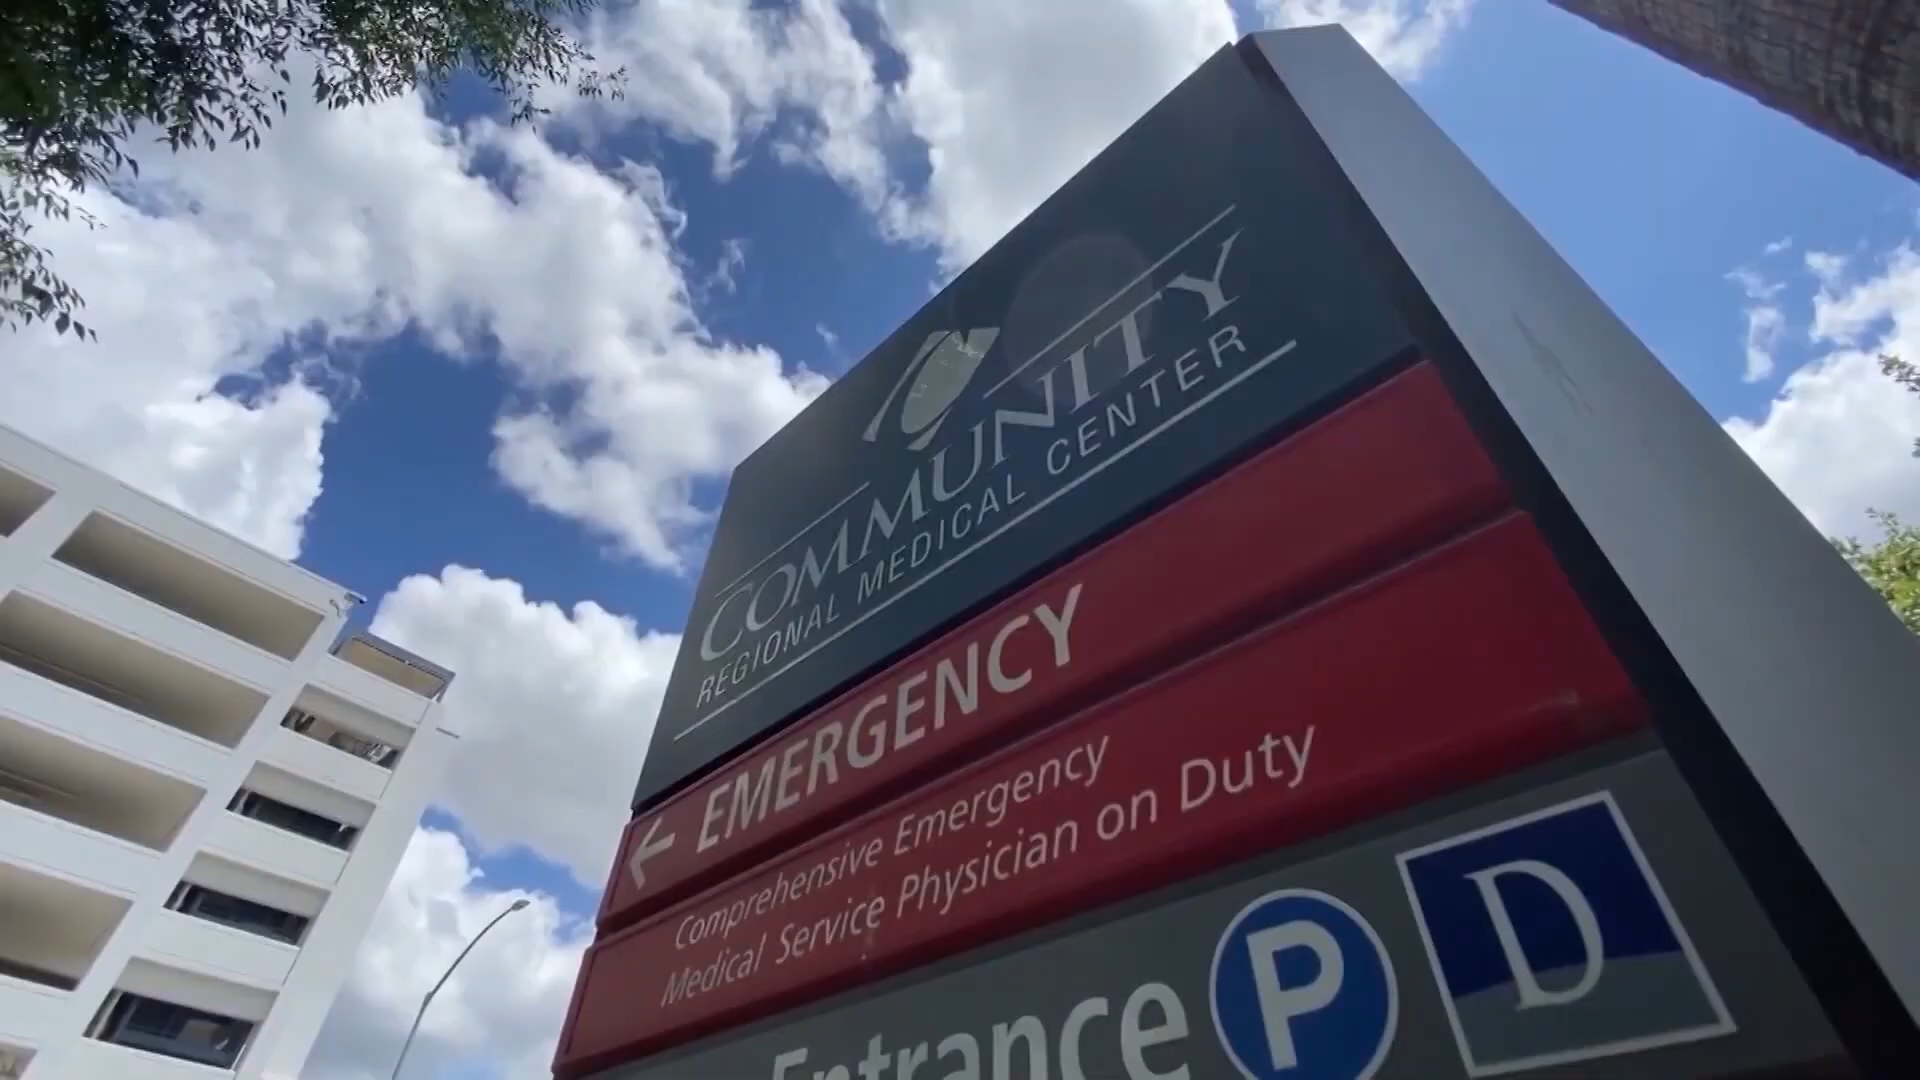 COMMUNITY
REGIONAL MEDICAL CENTER
← EMERGENCY
Comprehensive Emergency
Medical Service Physician on Duty
Entrance P D